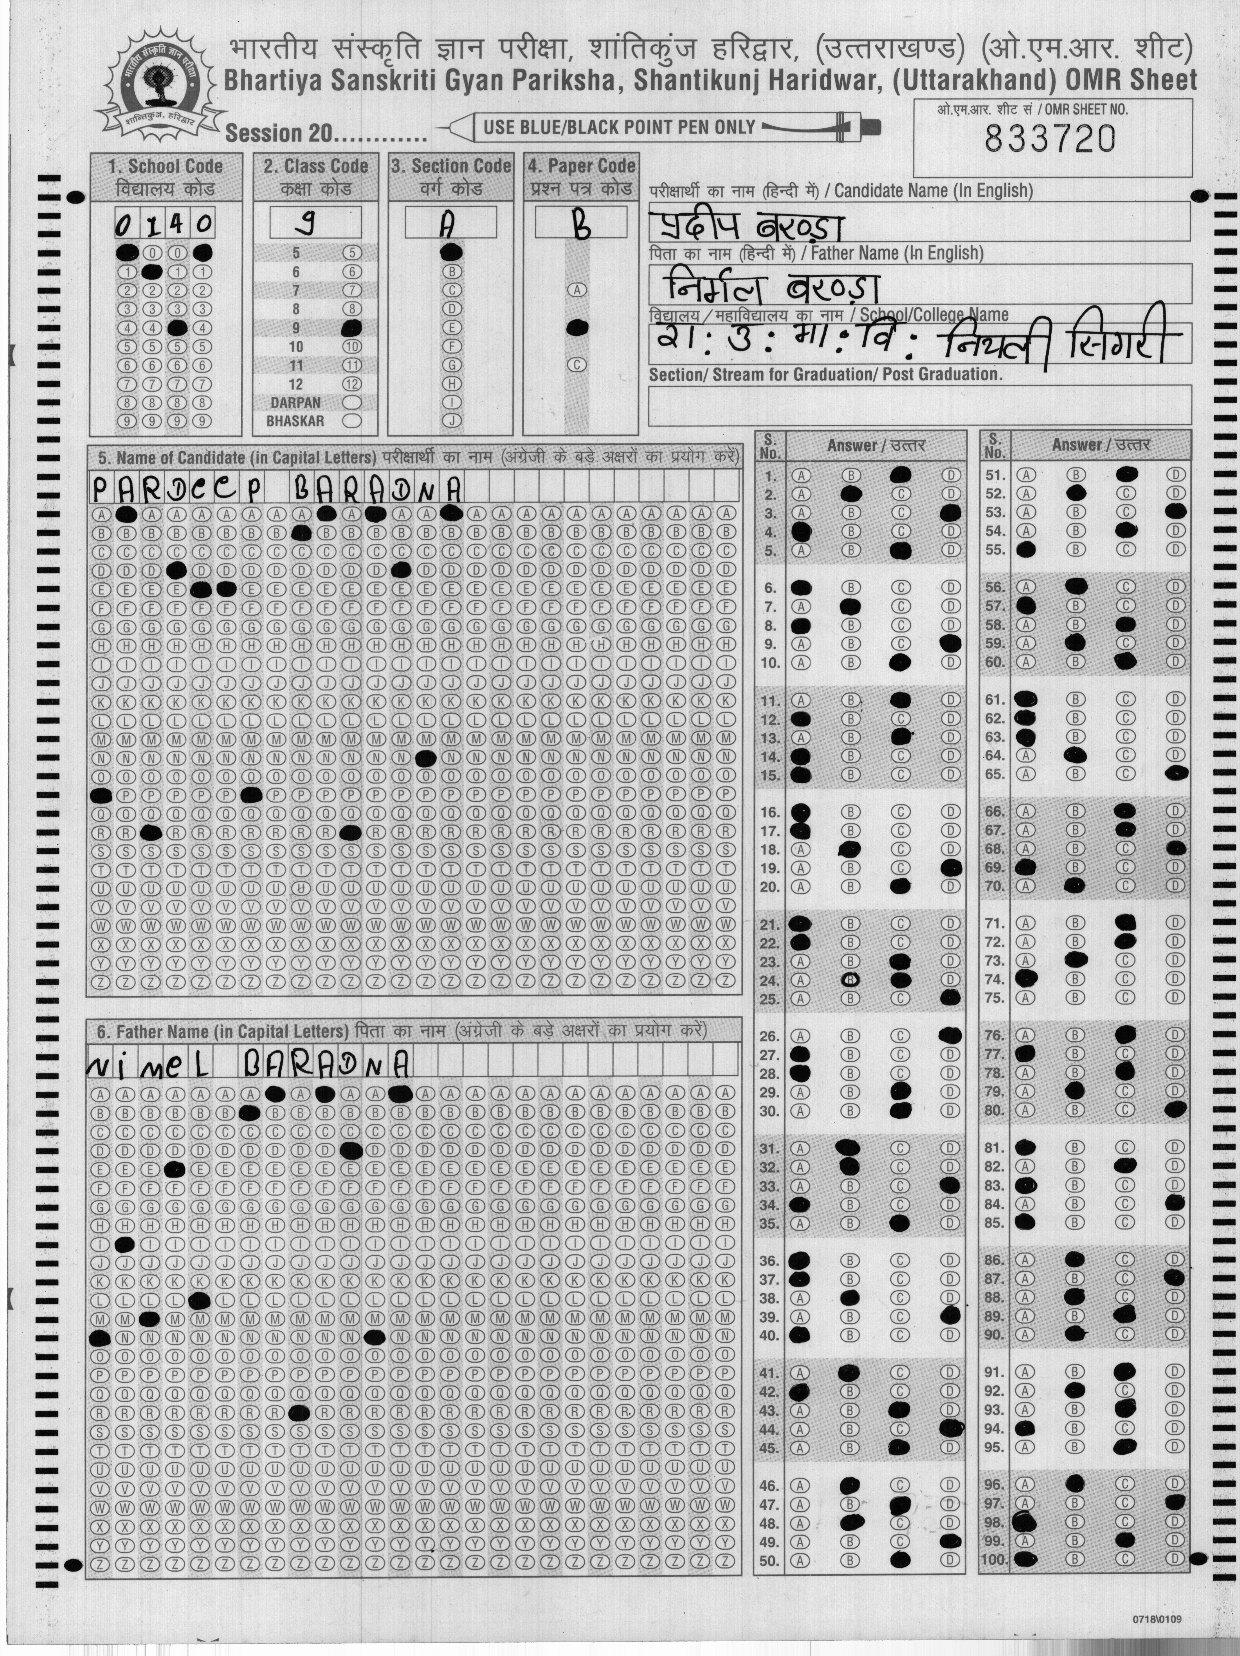 भारतीय संस्कृति ज्ञान परीक्षा, शांतिकुंज हरिद्वार, (उत्तराखण्ड) (ओ.एम.आर. शीट)
Bhartiya Sanskriti Gyan Pariksha, Shantikunj Haridwar, (Uttarakhand) OMR Sheet
Session 20............
USE BLUE/BLACK POINT PEN ONLY
ओ.एम.आर. शीट सं / OMR SHEET NO.
833720
1. School Code
विद्यालय कोड
0140
2. Class Code
कक्षा कोड
9
3. Section Code
वर्ग कोड
A
4. Paper Code
प्रश्न पत्र कोड
B
5
6
7
8
9
10
11
12
DARPAN
BHASKAR
परीक्षार्थी का नाम (हिन्दी में) / Candidate Name (In English)
प्रदीप बरण्ड़ा
पिता का नाम (हिन्दी में) / Father Name (In English)
निर्मल बरण्ड़ा
विद्यालय/महाविद्यालय का नाम / School/College Name
रा: उ: मा: वि: सिगरी
Section/ Stream for Graduation/ Post Graduation.
5. Name of Candidate (in Capital Letters) परीक्षार्थी का नाम (अंग्रेजी के बड़े अक्षरों का प्रयोग करें)
PARDEEP BARADNA
6. Father Name (in Capital Letters) पिता का नाम (अंग्रेजी के बड़े अक्षरों का प्रयोग करें)
NimeL BARADNA
S. No. Answer / उत्तर
S. No. Answer / उत्तर
0718\0109